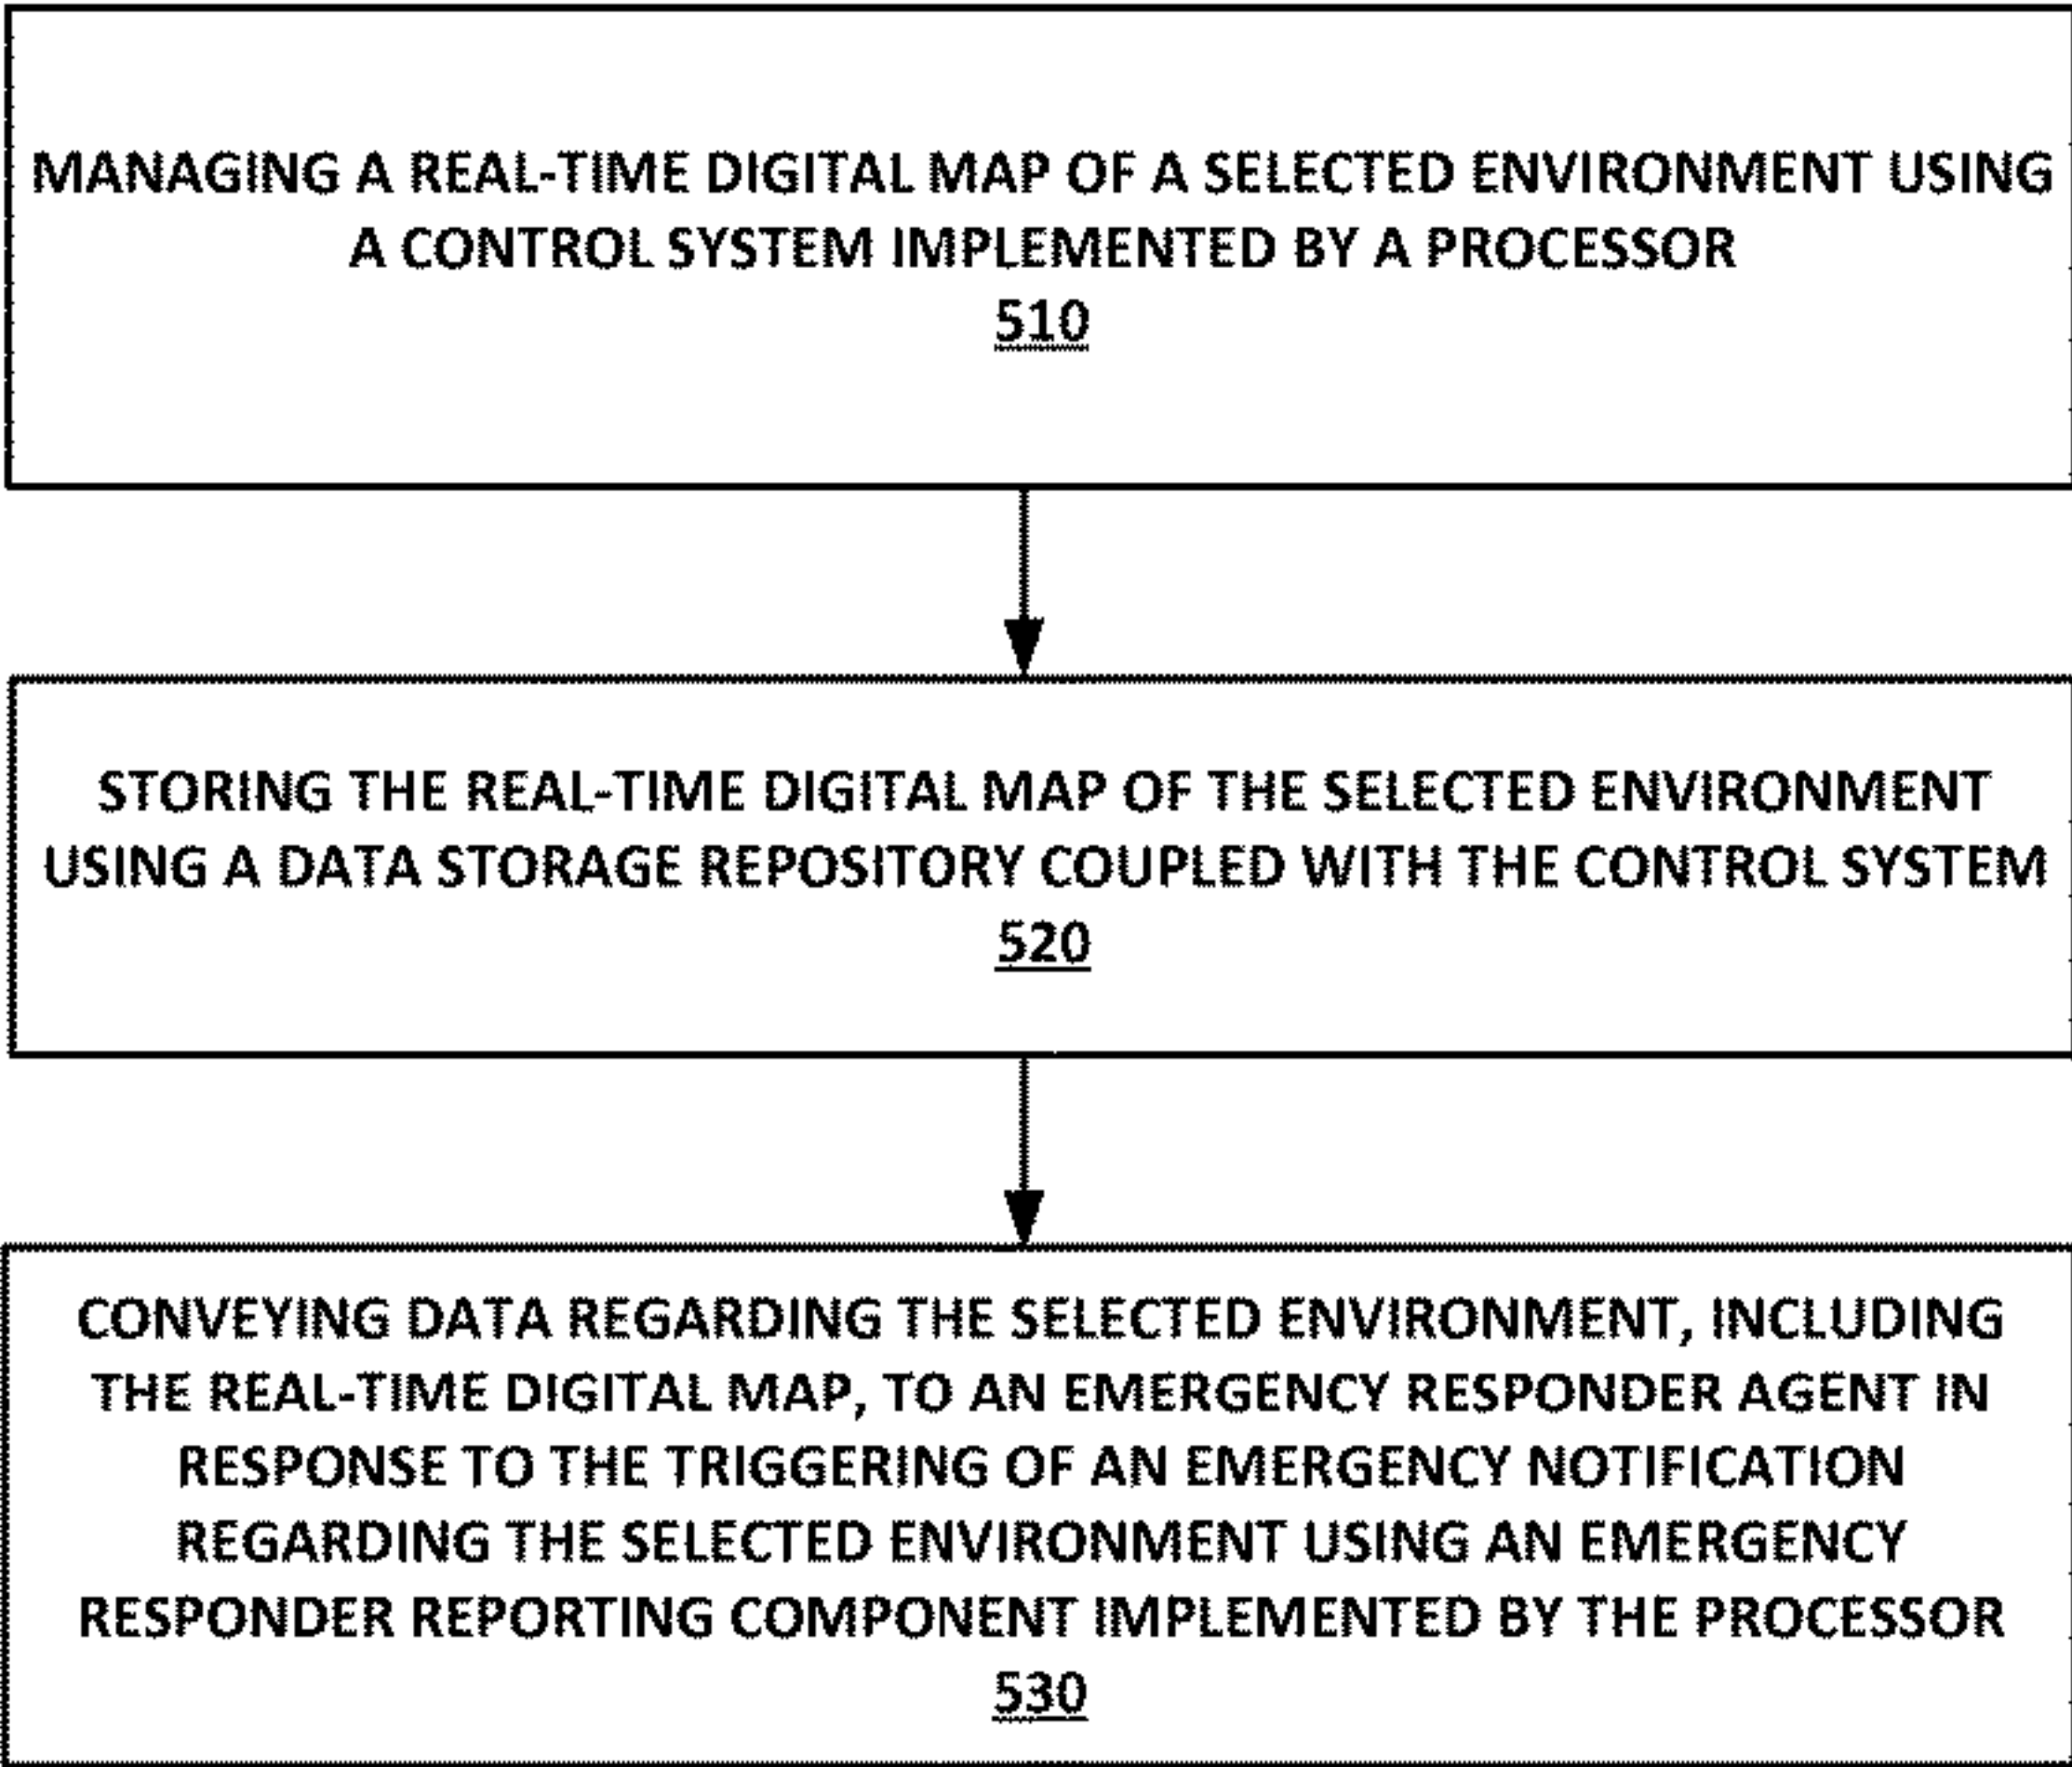 MANAGING A REAL-TIME DIGITAL MAP OF A SELECTED ENVIRONMENT USING
A CONTROL SYSTEM IMPLEMENTED BY A PROCESSOR
510
STORING THE REAL-TIME DIGITAL MAP OF THE SELECTED ENVIRONMENT
USING A DATA STORAGE REPOSITORY COUPLED WITH THE CONTROL SYSTEM
520
CONVEYING DATA REGARDING THE SELECTED ENVIRONMENT, INCLUDING
THE REAL-TIME DIGITAL MAP, TO AN EMERGENCY RESPONDER AGENT IN
RESPONSE TO THE TRIGGERING OF AN EMERGENCY NOTIFICATION
REGARDING THE SELECTED ENVIRONMENT USING AN EMERGENCY
RESPONDER REPORTING COMPONENT IMPLEMENTED BY THE PROCESSOR
530